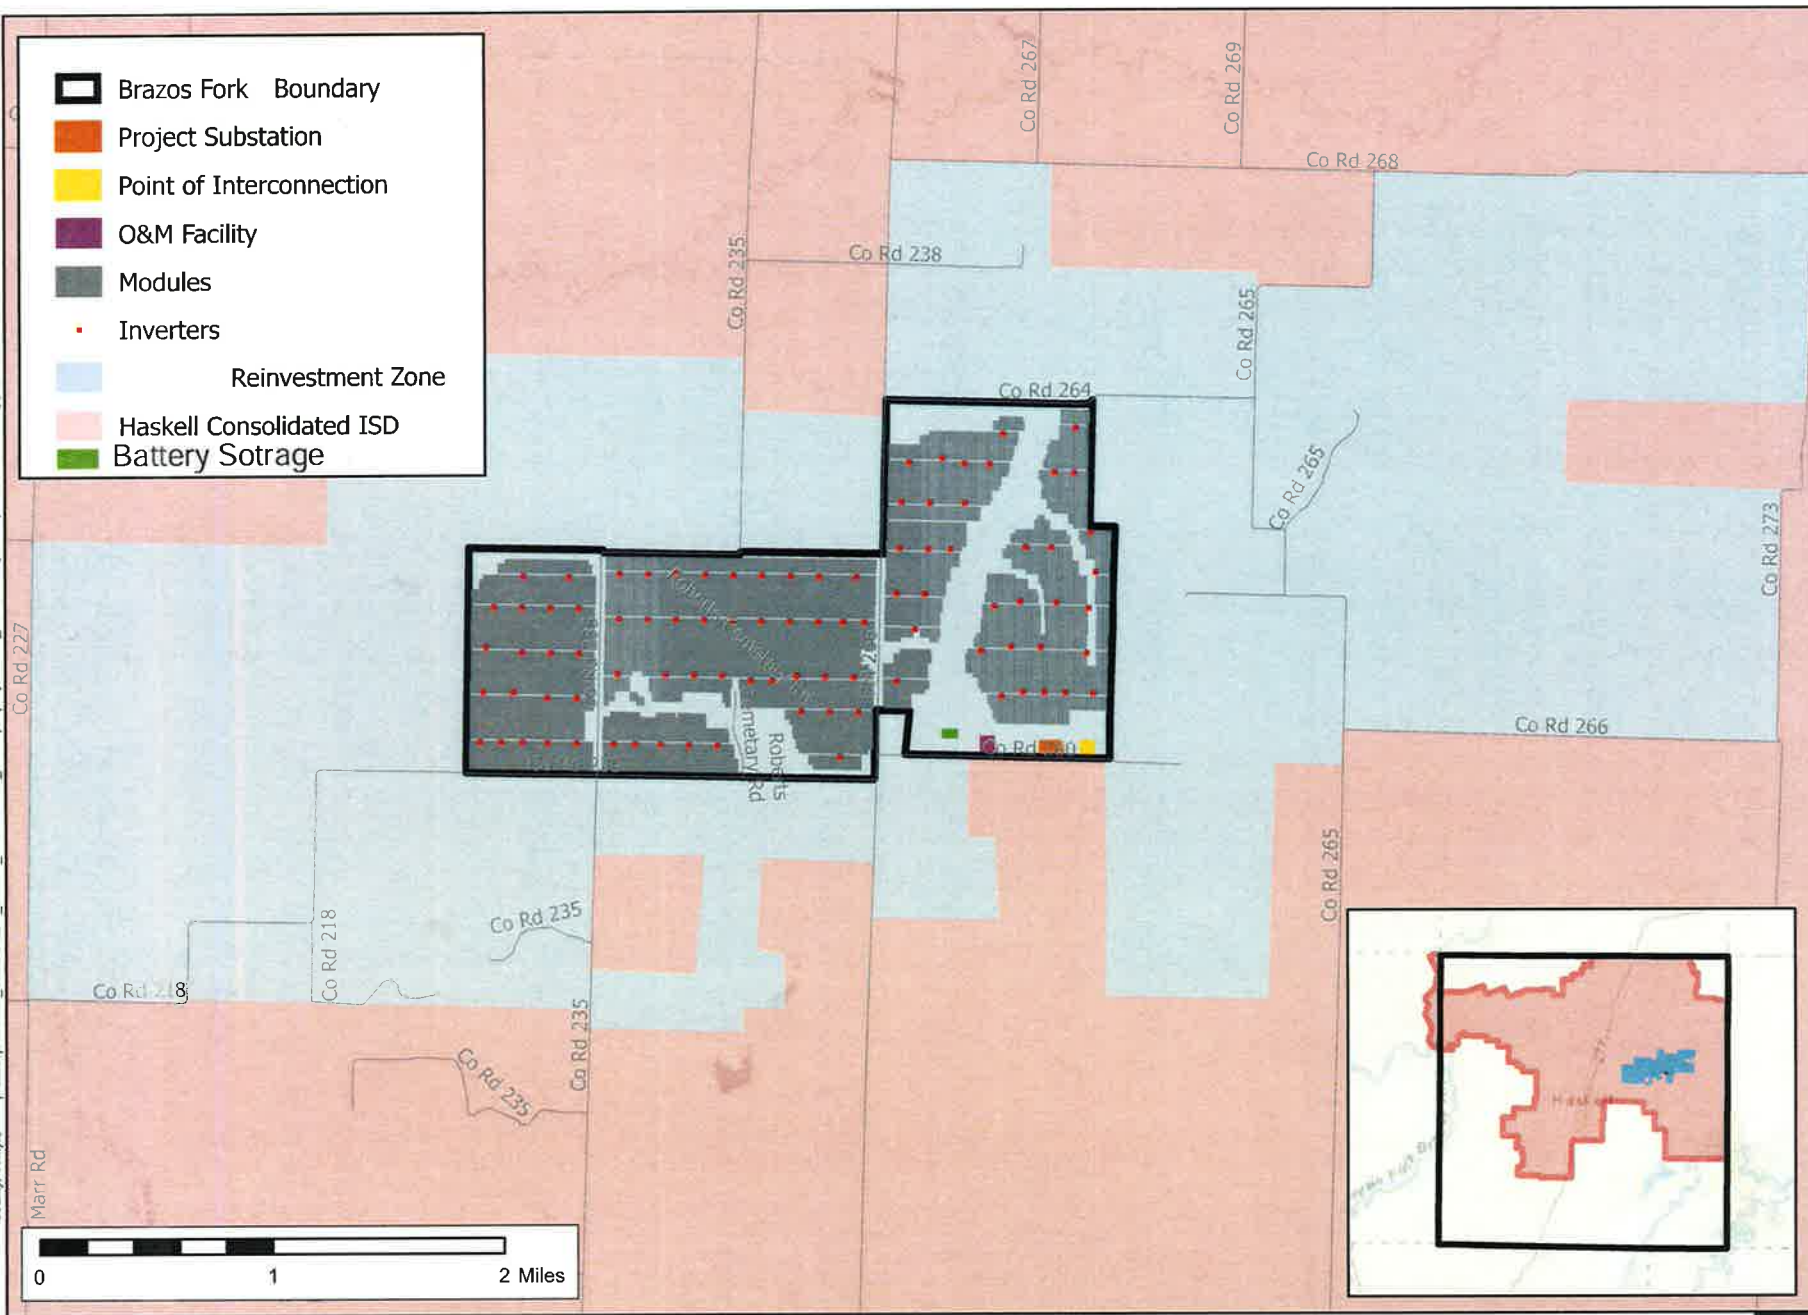 Brazos Fork Boundary
Project Substation
Point of Interconnection
O&M Facility
Modules
Inverters
Reinvestment Zone
Haskell Consolidated ISD
Battery Sotrage
Co Rd 267
Co Rd 269
Co Rd 268
Co Rd 235
Co Rd 238
Co Rd 265
Co Rd 264
Co Rd 265
Co Rd 273
Co Rd 227
Co Rd 266
Roberts
metary Rd
Co Rd 265
Co Rd 235
Co Rd 218
Co Rd 218
Co Rd 235
Co Rd 235
Marr Rd
0
1
2 Miles
277
Haskell